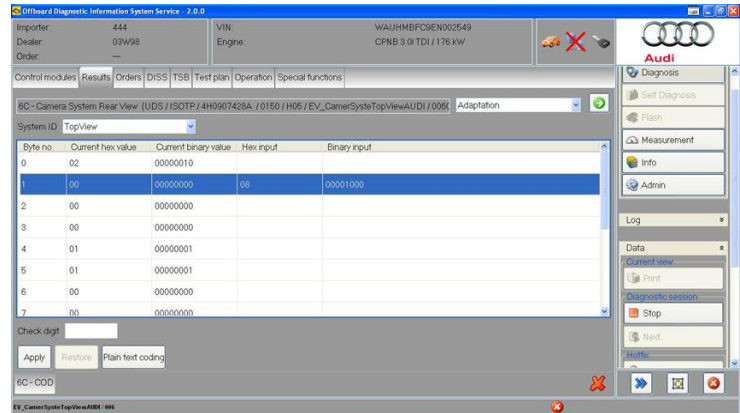 Offboard Diagnostic Information System Service - 2.0.0
Importer: 444 VIN: WAUHMBFC9EN002549
Dealer: 03W98 Engine: CPNB 3.0l TDI / 176 kW
Order: ---
Audi
Control modules Results Orders DISS TSB Test plan Operation Special functions
6C - Camera System Rear View (UDS / ISOTP / 4H0907428A / 0150 / H05 / EV_CamerSysteTopViewAUDI / 006( Adaptation
System ID TopView
Byte no. Current hex value Current binary value Hex input Binary input
0 02 00000010
1 00 00000000 08 00001000
2 00 00000000
3 00 00000000
4 01 00000001
5 01 00000001
6 00 00000000
7 00 00000000
Check digit
Apply Restore Plain text coding
6C - COD
EV_CamerSysteTopViewAUDI / 006
Diagnosis
Self Diagnosis
Flash
Measurement
Info
Admin
Log
Data
Current view
Print
Diagnostic session
Stop
Next
Hotfix